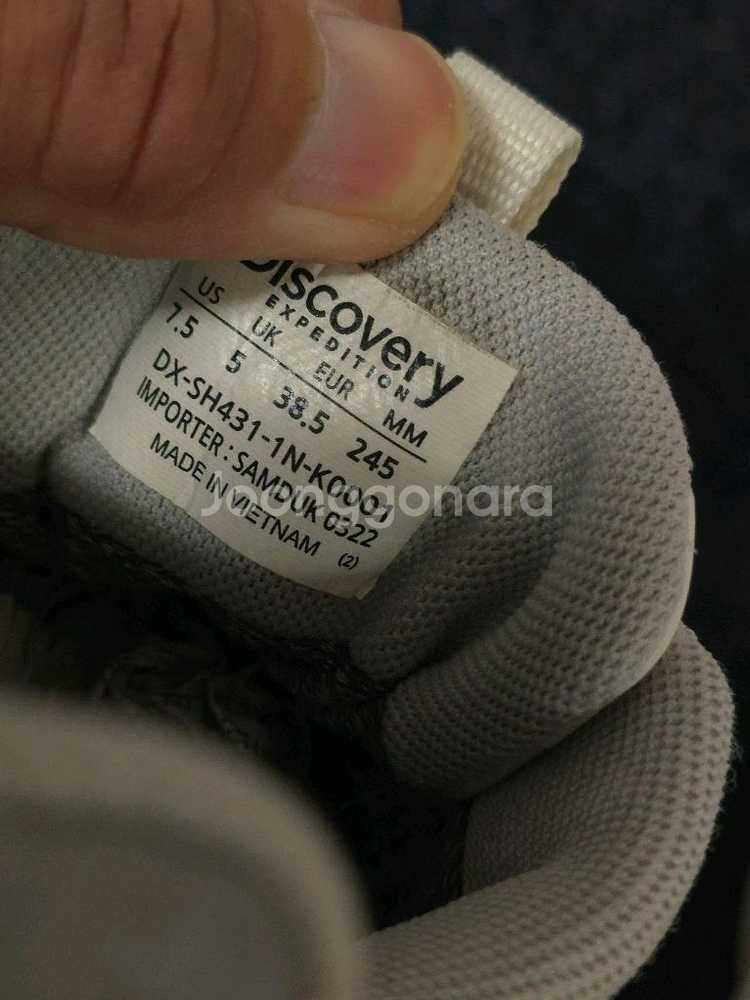 Discovery
EXPEDITION
US UK EUR MM
7.5 5 38.5 245
DX-SH431-1N-K0001
IMPORTER : SAMDUK 0322
MADE IN VIETNAM (2)
Joonggonara